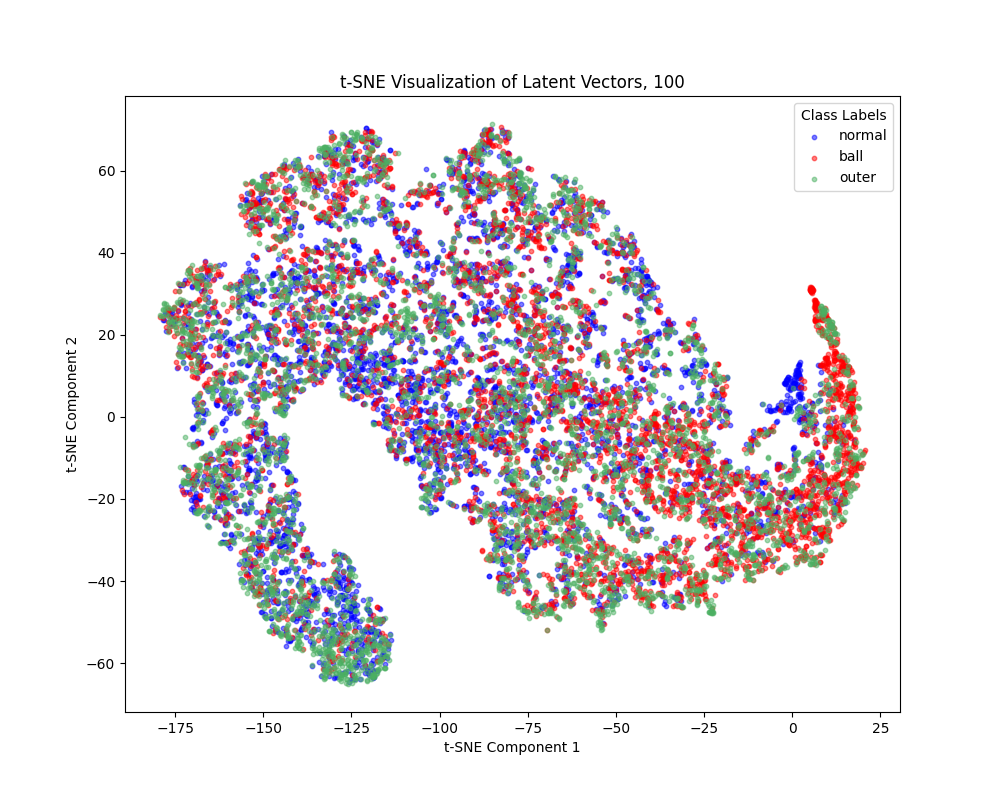 t-SNE Visualization of Latent Vectors, 100
Class Labels
normal
ball
outer
60
40
20
0
−20
−40
−60
t-SNE Component 2
−175
−150
−125
−100
−75
−50
−25
0
25
t-SNE Component 1